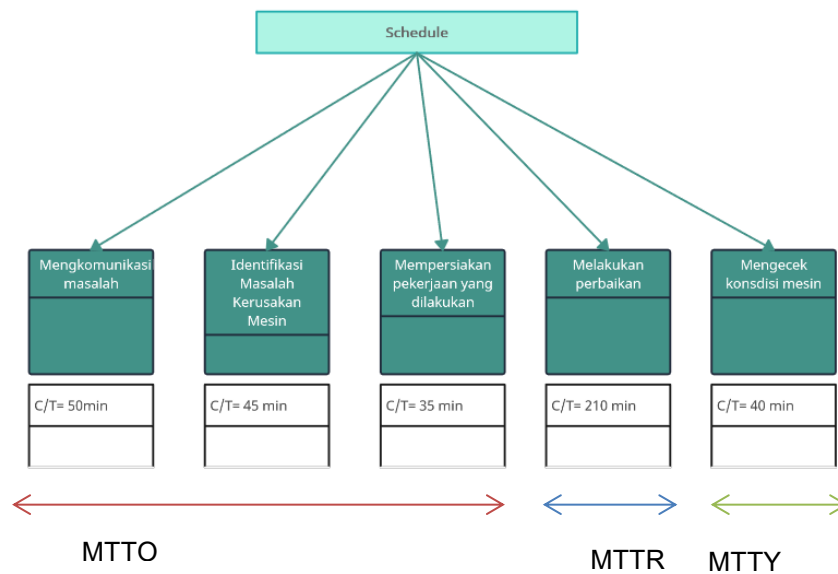 Schedule
Mengkomunikasi
masalah
Identifikasi
Masalah
Kerusakan
Mesin
Mempersiakan
pekerjaan yang
dilakukan
Melakukan
perbaikan
Mengecek
konsdisi mesin
C/T= 50min
C/T= 45 min
C/T= 35 min
C/T= 210 min
C/T= 40 min
MTTO
MTTR
MTTY